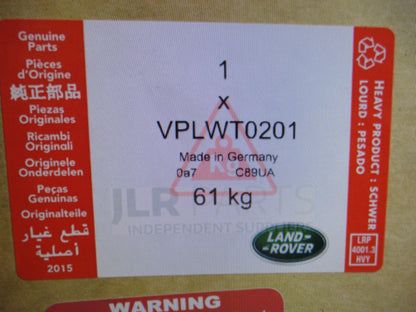 Genuine
Parts
Pièces
d'Origine
純正部品
Piezas
Originales
Ricambi
Originali
Originele
Onderdelen
Peças
Genuinas
Originalteile
قطع غيار
أصلية
2015
1
x
VPLWT0201
Made in Germany
0a7 C89UA
61 kg
KG
JLR PARTS
INDEPENDENT SUPPLIERS
LAND-
ROVER
HEAVY PRODUCT : SCHWER
LOURD : PESADO
LRP
4001.3
HVY
WARNING